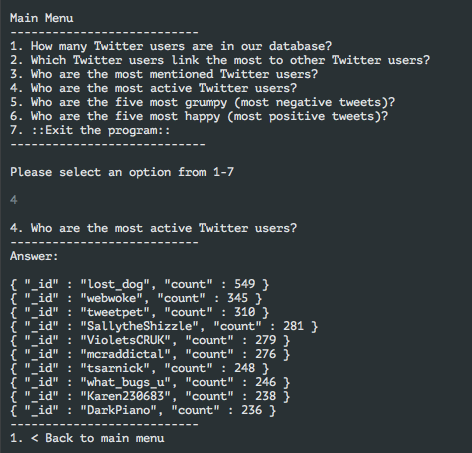 Main Menu
---------------------------
1. How many Twitter users are in our database?
2. Which Twitter users link the most to other Twitter users?
3. Who are the most mentioned Twitter users?
4. Who are the most active Twitter users?
5. Who are the five most grumpy (most negative tweets)?
6. Who are the five most happy (most positive tweets)?
7. ::Exit the program::
----------------------------
Please select an option from 1-7
4
4. Who are the most active Twitter users?
---------------------------
Answer:
{ "_id" : "lost_dog", "count" : 549 }
{ "_id" : "webwoke", "count" : 345 }
{ "_id" : "tweetpet", "count" : 310 }
{ "_id" : "SallytheShizzle", "count" : 281 }
{ "_id" : "VioletsCRUK", "count" : 279 }
{ "_id" : "mcraddictal", "count" : 276 }
{ "_id" : "tsarnick", "count" : 248 }
{ "_id" : "what_bugs_u", "count" : 246 }
{ "_id" : "Karen230683", "count" : 238 }
{ "_id" : "DarkPiano", "count" : 236 }
---------------------------
1. < Back to main menu